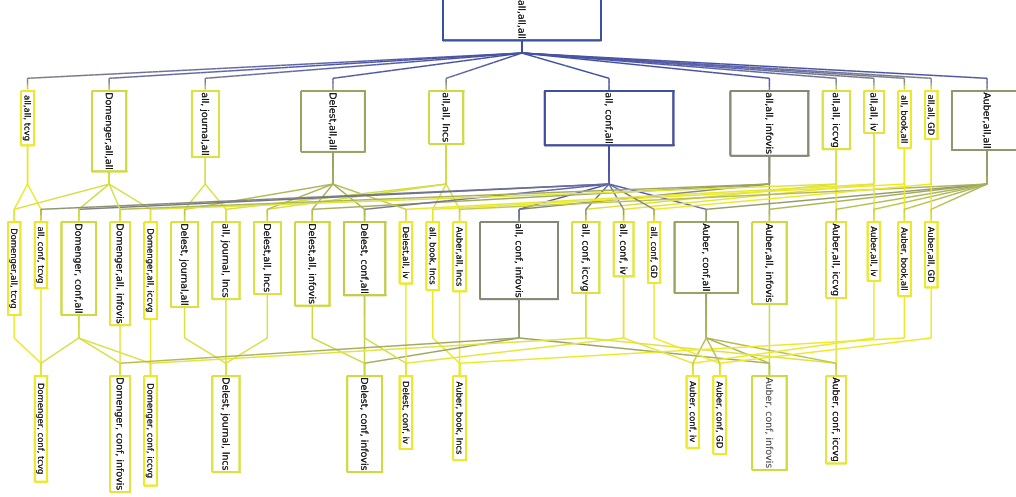 all,all,all
all,all, tcvg
Domenger,all,all
all, journal,all
Delest,all,all
all,all, lncs
all, conf,all
all,all, infovis
all,all, iccvg
all,all, iv
all, book,all
all,all, GD
Auber,all,all
Domenger,all, tcvg
all, conf, tcvg
Domenger, conf,all
Domenger,all, infovis
Domenger,all, iccvg
Delest, journal,all
all, journal, lncs
Delest,all, lncs
Delest,all, infovis
Delest, conf,all
Delest,all, iv
all, book, lncs
Auber,all, lncs
all, conf, infovis
all, conf, iccvg
all, conf, iv
all, conf, GD
Auber, conf,all
Auber,all, infovis
Auber,all, iccvg
Auber,all, iv
Auber, book,all
Auber,all, GD
Domenger, conf, tcvg
Domenger, conf, infovis
Domenger, conf, iccvg
Delest, journal, lncs
Delest, conf, infovis
Delest, conf, iv
Auber, book, lncs
Auber, conf, iv
Auber, conf, GD
Auber, conf, infovis
Auber, conf, iccvg